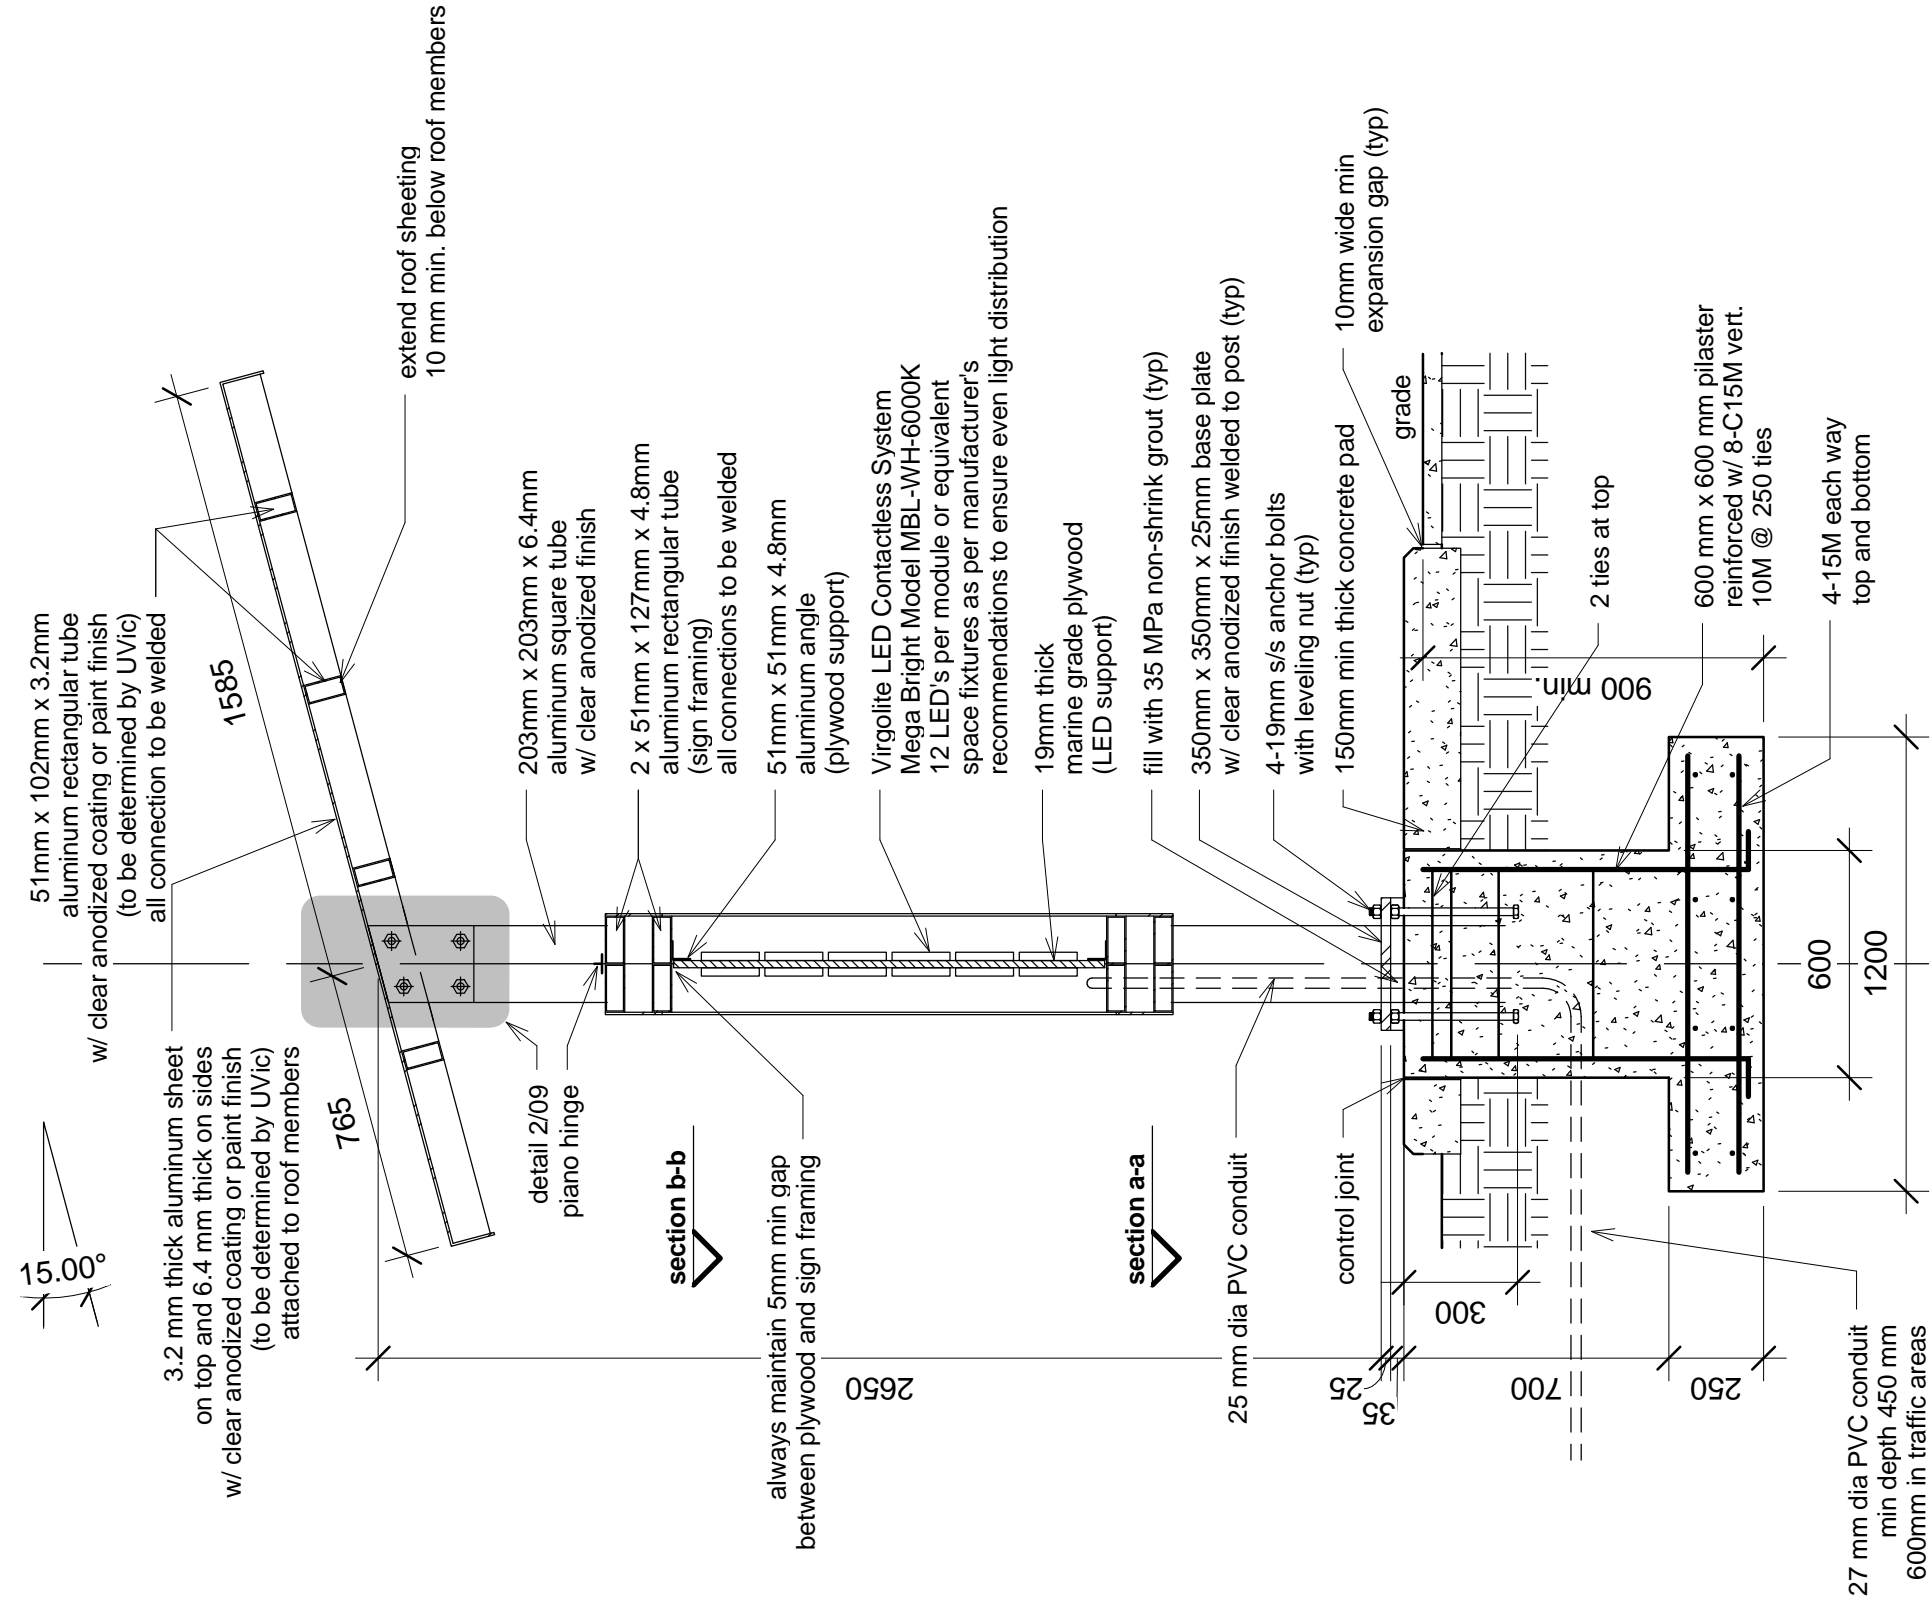 15.00°
51mm x 102mm x 3.2mm
aluminum rectangular tube
w/ clear anodized coating or paint finish
(to be determined by UVic)
all connection to be welded
1585
765
extend roof sheeting
10 mm min. below roof members
3.2 mm thick aluminum sheet
on top and 6.4 mm thick on sides
w/ clear anodized coating or paint finish
(to be determined by UVic)
attached to roof members
203mm x 203mm x 6.4mm
aluminum square tube
w/ clear anodized finish
detail 2/09
piano hinge
2 x 51mm x 127mm x 4.8mm
aluminum rectangular tube
(sign framing)
all connections to be welded
section b-b
51mm x 51mm x 4.8mm
aluminum angle
(plywood support)
always maintain 5mm min gap
between plywood and sign framing
Virgolite LED Contactless System
Mega Bright Model MBL-WH-6000K
12 LED's per module or equivalent
space fixtures as per manufacturer's
recommendations to ensure even light distribution
2650
19mm thick
marine grade plywood
(LED support)
section a-a
fill with 35 MPa non-shrink grout (typ)
350mm x 350mm x 25mm base plate
w/ clear anodized finish welded to post (typ)
25 mm dia PVC conduit
4-19mm s/s anchor bolts
with leveling nut (typ)
150mm min thick concrete pad
control joint
10mm wide min
expansion gap (typ)
grade
25
35
300
700
250
2 ties at top
900 min.
600 mm x 600 mm pilaster
reinforced w/ 8-C15M vert.
10M @ 250 ties
4-15M each way
top and bottom
600
1200
27 mm dia PVC conduit
min depth 450 mm
600mm in traffic areas